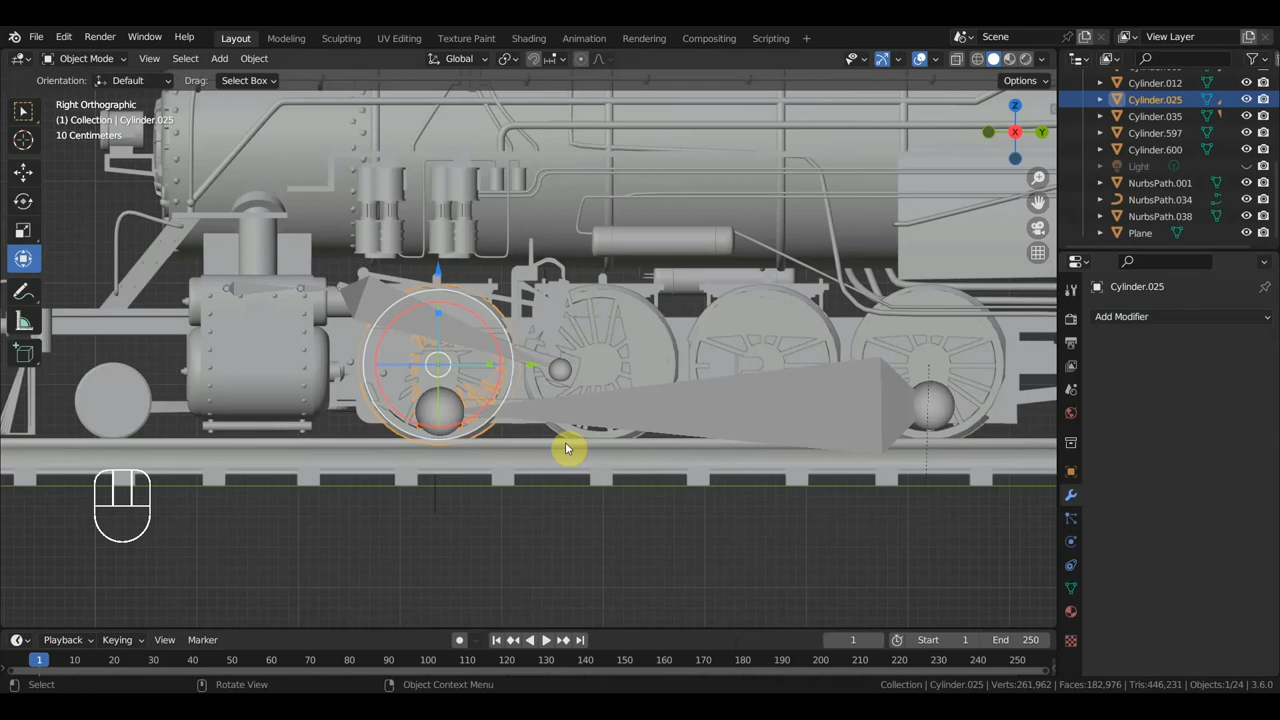 File Edit Render Window Help Layout Modeling Sculpting UV Editing Texture Paint Shading Animation Rendering Compositing Scripting + Scene View Layer
Object Mode View Select Add Object Global
Orientation: Default Drag: Select Box Options
Right Orthographic
(1) Collection | Cylinder.025
10 Centimeters
Z
X
Y
Cylinder.012
Cylinder.025
Cylinder.035
Cylinder.597
Cylinder.600
Light
NurbsPath.001
NurbsPath.034
NurbsPath.038
Plane
Cylinder.025
Add Modifier
Playback Keying View Marker 1 Start 1 End 250
1 10 20 30 40 50 60 70 80 90 100 110 120 130 140 150 160 170 180 190 200 210 220 230 240 250
Select Rotate View Object Context Menu Collection | Cylinder.025 | Verts:261,962 | Faces:182,976 | Tris:446,231 | Objects:1/24 | 3.6.0